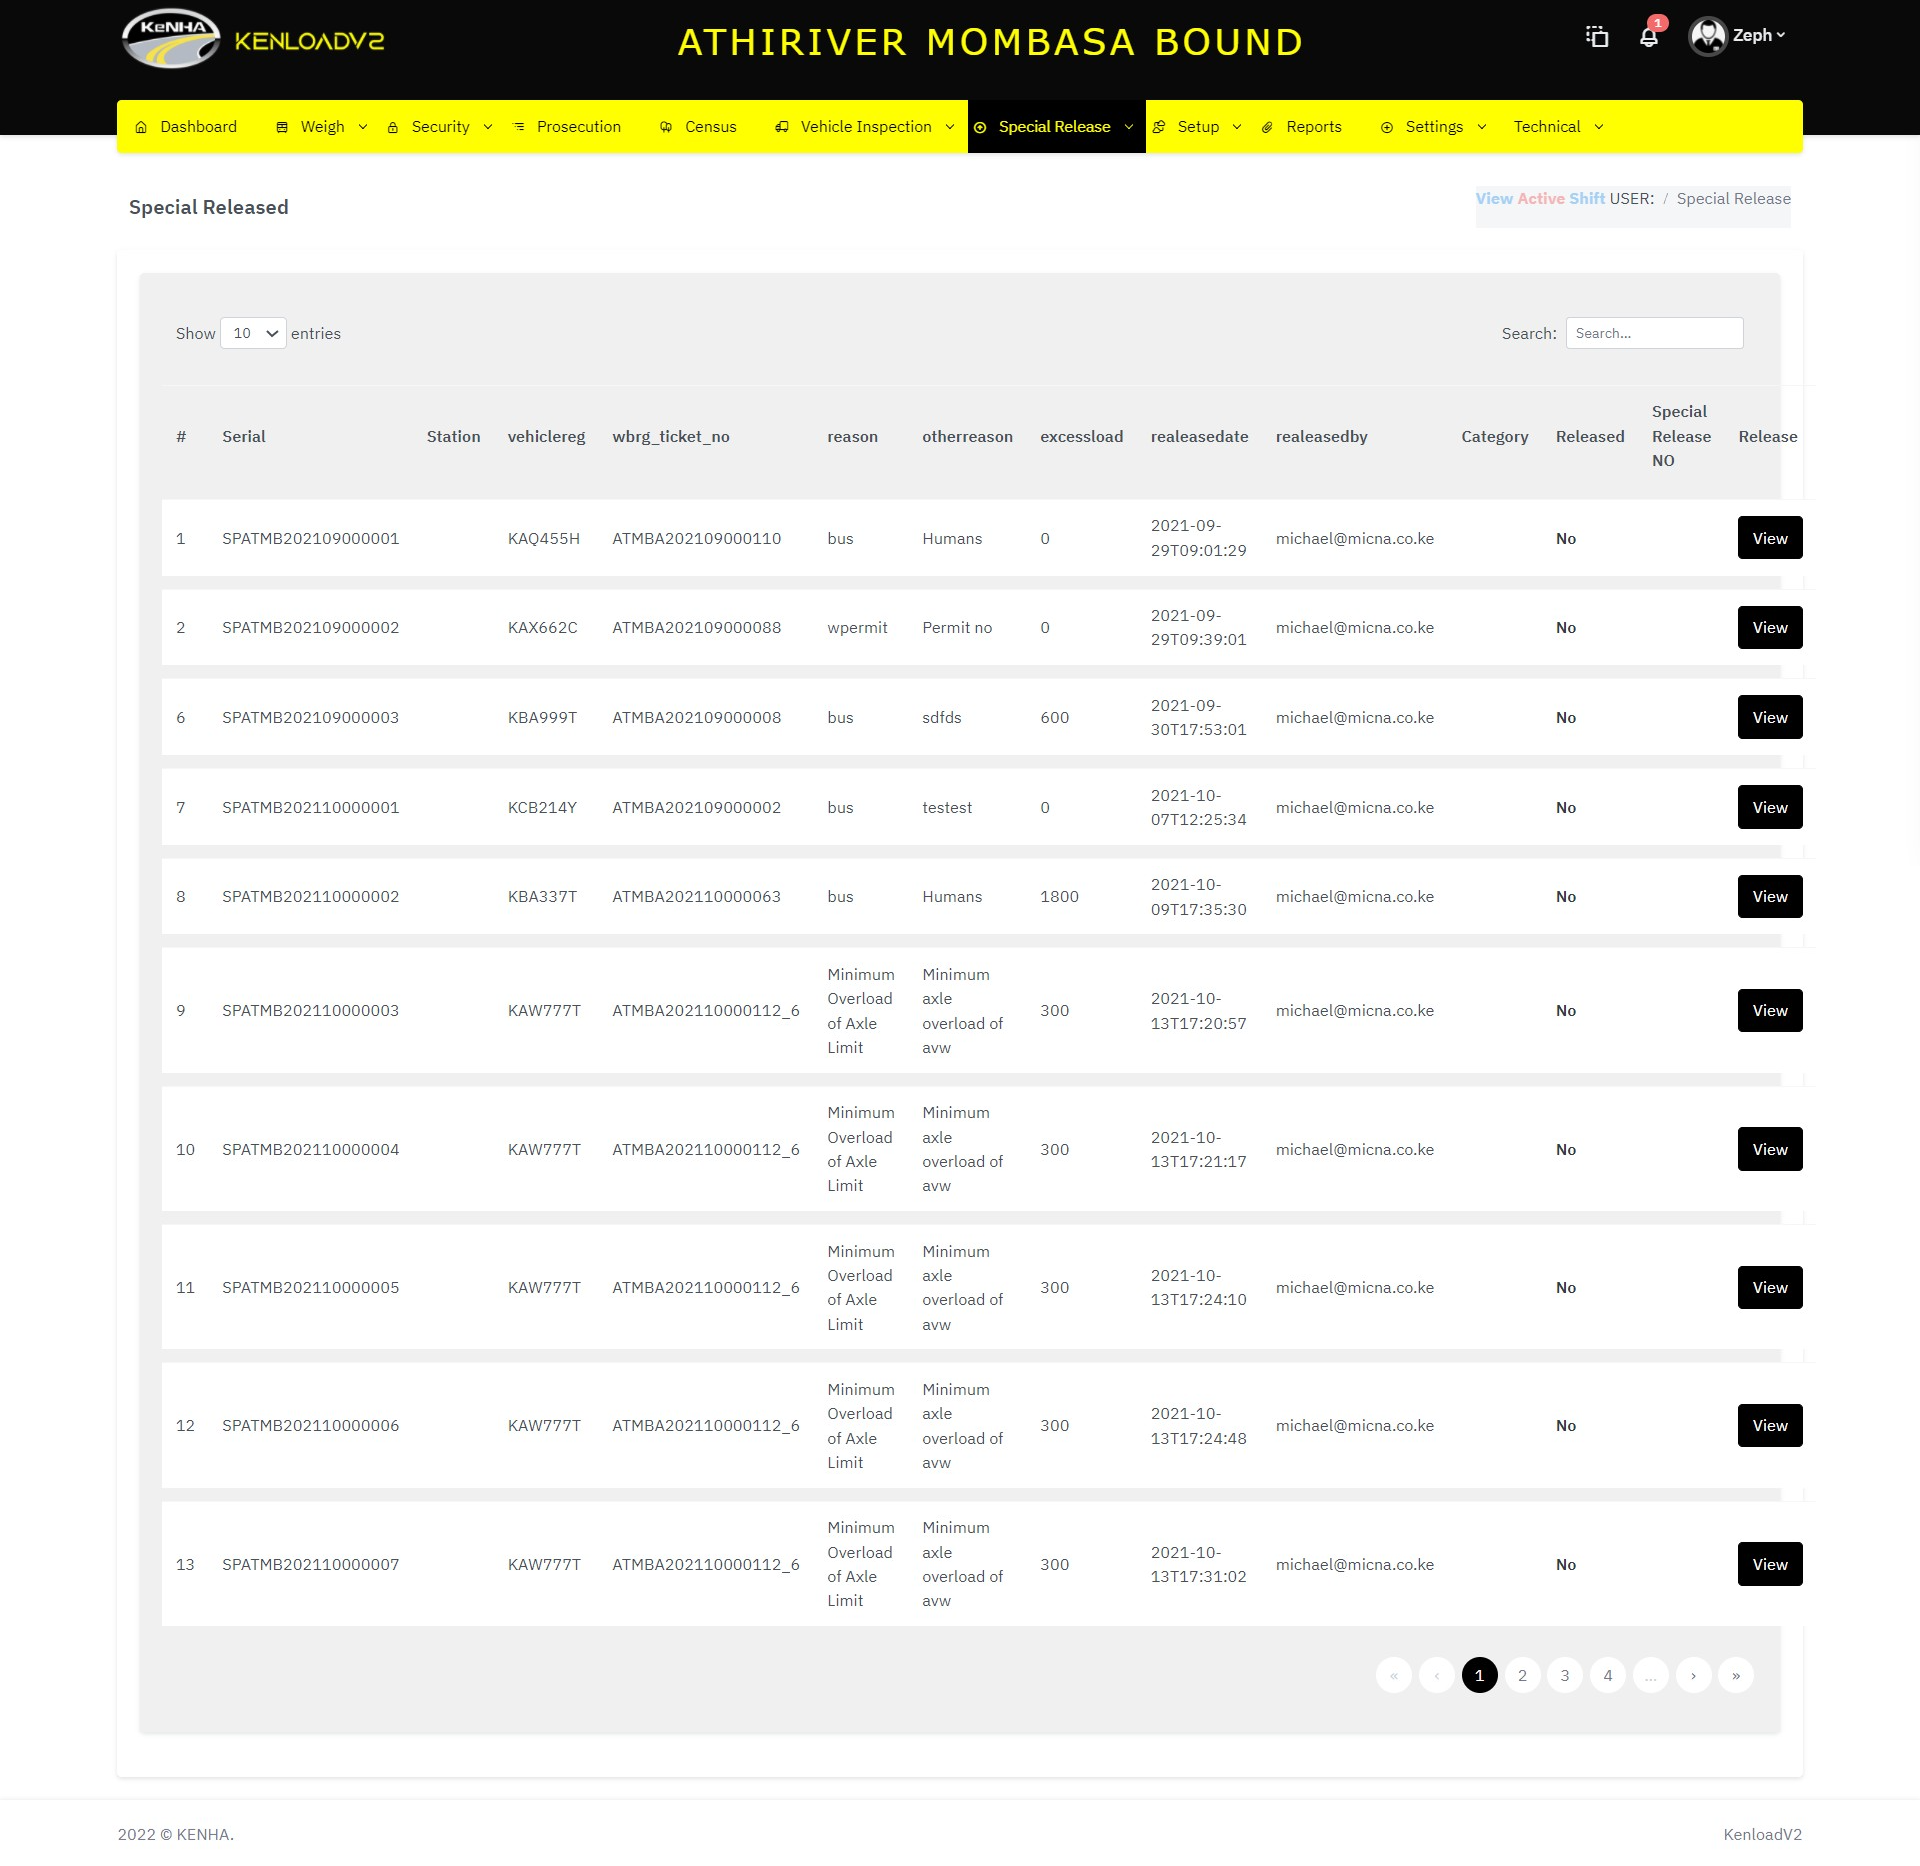 KeNHA KENLOADV2
ATHIRIVER MOMBASA BOUND
1
Zeph
Dashboard Weigh Security Prosecution Census Vehicle Inspection Special Release Setup Reports Settings Technical
Special Released
View Active Shift USER: / Special Release
Show 10 entries
Search: Search...
# Serial Station vehiclereg wbrg_ticket_no reason otherreason excessload realeasedate realeasedby Category Released Special Release NO Release
1 SPATMB202109000001 KAQ455H ATMBA202109000110 bus Humans 0 2021-09-29T09:01:29 michael@micna.co.ke No View
2 SPATMB202109000002 KAX662C ATMBA202109000088 wpermit Permit no 0 2021-09-29T09:39:01 michael@micna.co.ke No View
6 SPATMB202109000003 KBA999T ATMBA202109000008 bus sdfds 600 2021-09-30T17:53:01 michael@micna.co.ke No View
7 SPATMB202110000001 KCB214Y ATMBA202109000002 bus testest 0 2021-10-07T12:25:34 michael@micna.co.ke No View
8 SPATMB202110000002 KBA337T ATMBA202110000063 bus Humans 1800 2021-10-09T17:35:30 michael@micna.co.ke No View
9 SPATMB202110000003 KAW777T ATMBA202110000112_6 Minimum Overload of Axle Limit Minimum axle overload of avw 300 2021-10-13T17:20:57 michael@micna.co.ke No View
10 SPATMB202110000004 KAW777T ATMBA202110000112_6 Minimum Overload of Axle Limit Minimum axle overload of avw 300 2021-10-13T17:21:17 michael@micna.co.ke No View
11 SPATMB202110000005 KAW777T ATMBA202110000112_6 Minimum Overload of Axle Limit Minimum axle overload of avw 300 2021-10-13T17:24:10 michael@micna.co.ke No View
12 SPATMB202110000006 KAW777T ATMBA202110000112_6 Minimum Overload of Axle Limit Minimum axle overload of avw 300 2021-10-13T17:24:48 michael@micna.co.ke No View
13 SPATMB202110000007 KAW777T ATMBA202110000112_6 Minimum Overload of Axle Limit Minimum axle overload of avw 300 2021-10-13T17:31:02 michael@micna.co.ke No View
« ‹ 1 2 3 4 ... › »
2022 © KENHA.
KenloadV2